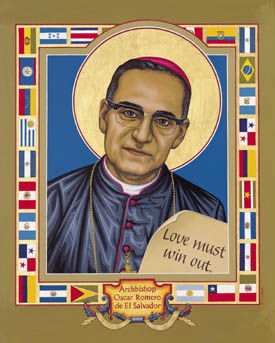 Love must
win out.
Archbishop
Oscar Romero
de El Salvador